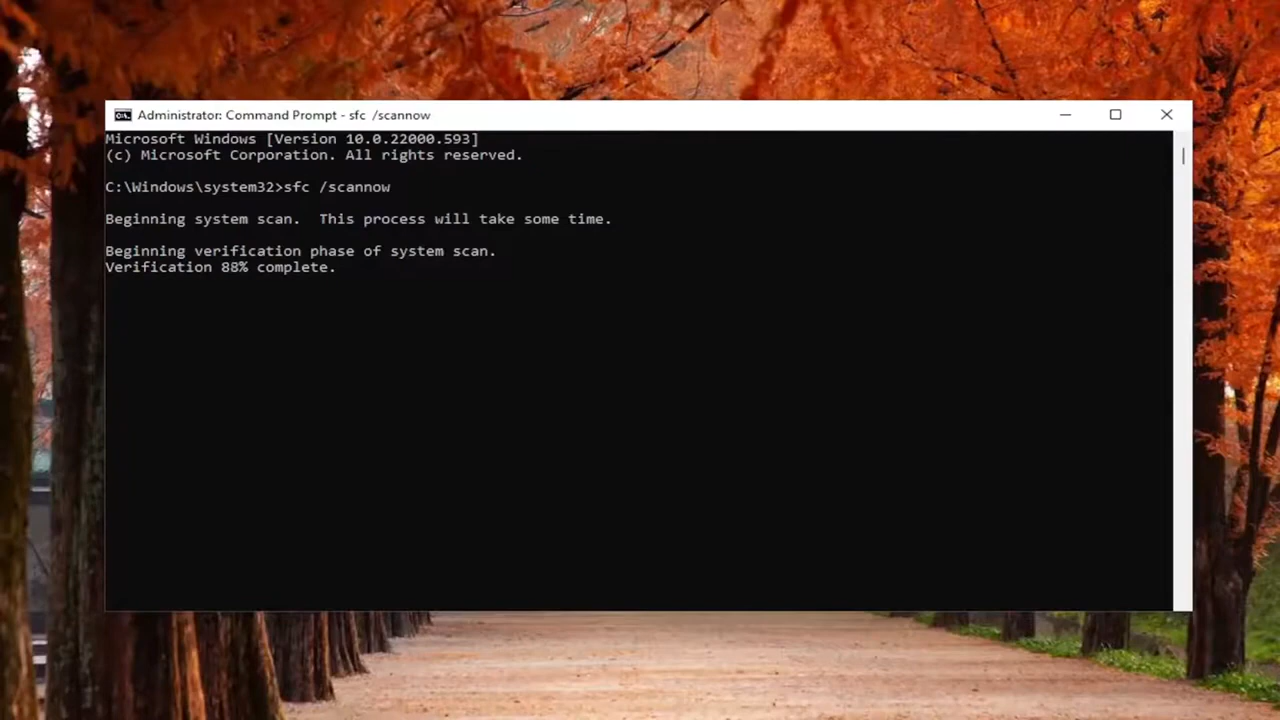 Administrator: Command Prompt - sfc /scannow
Microsoft Windows [Version 10.0.22000.593]
(c) Microsoft Corporation. All rights reserved.
C:\Windows\system32>sfc /scannow
Beginning system scan.  This process will take some time.
Beginning verification phase of system scan.
Verification 88% complete.